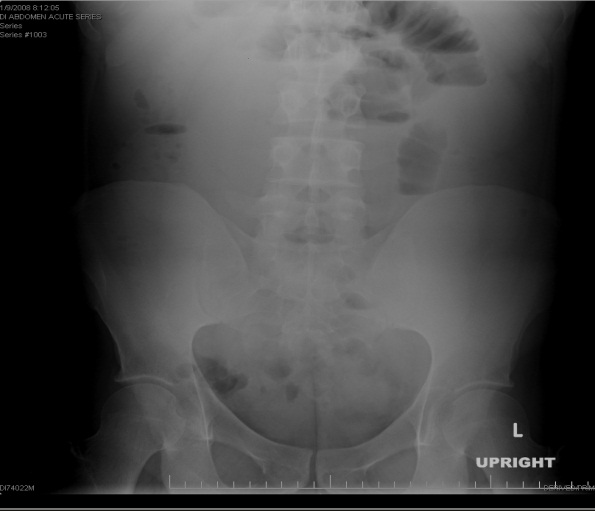 1/9/2008 8:12:05
DI ABDOMEN ACUTE SERIES
Series
Series #1003
L
UPRIGHT
DI74022M